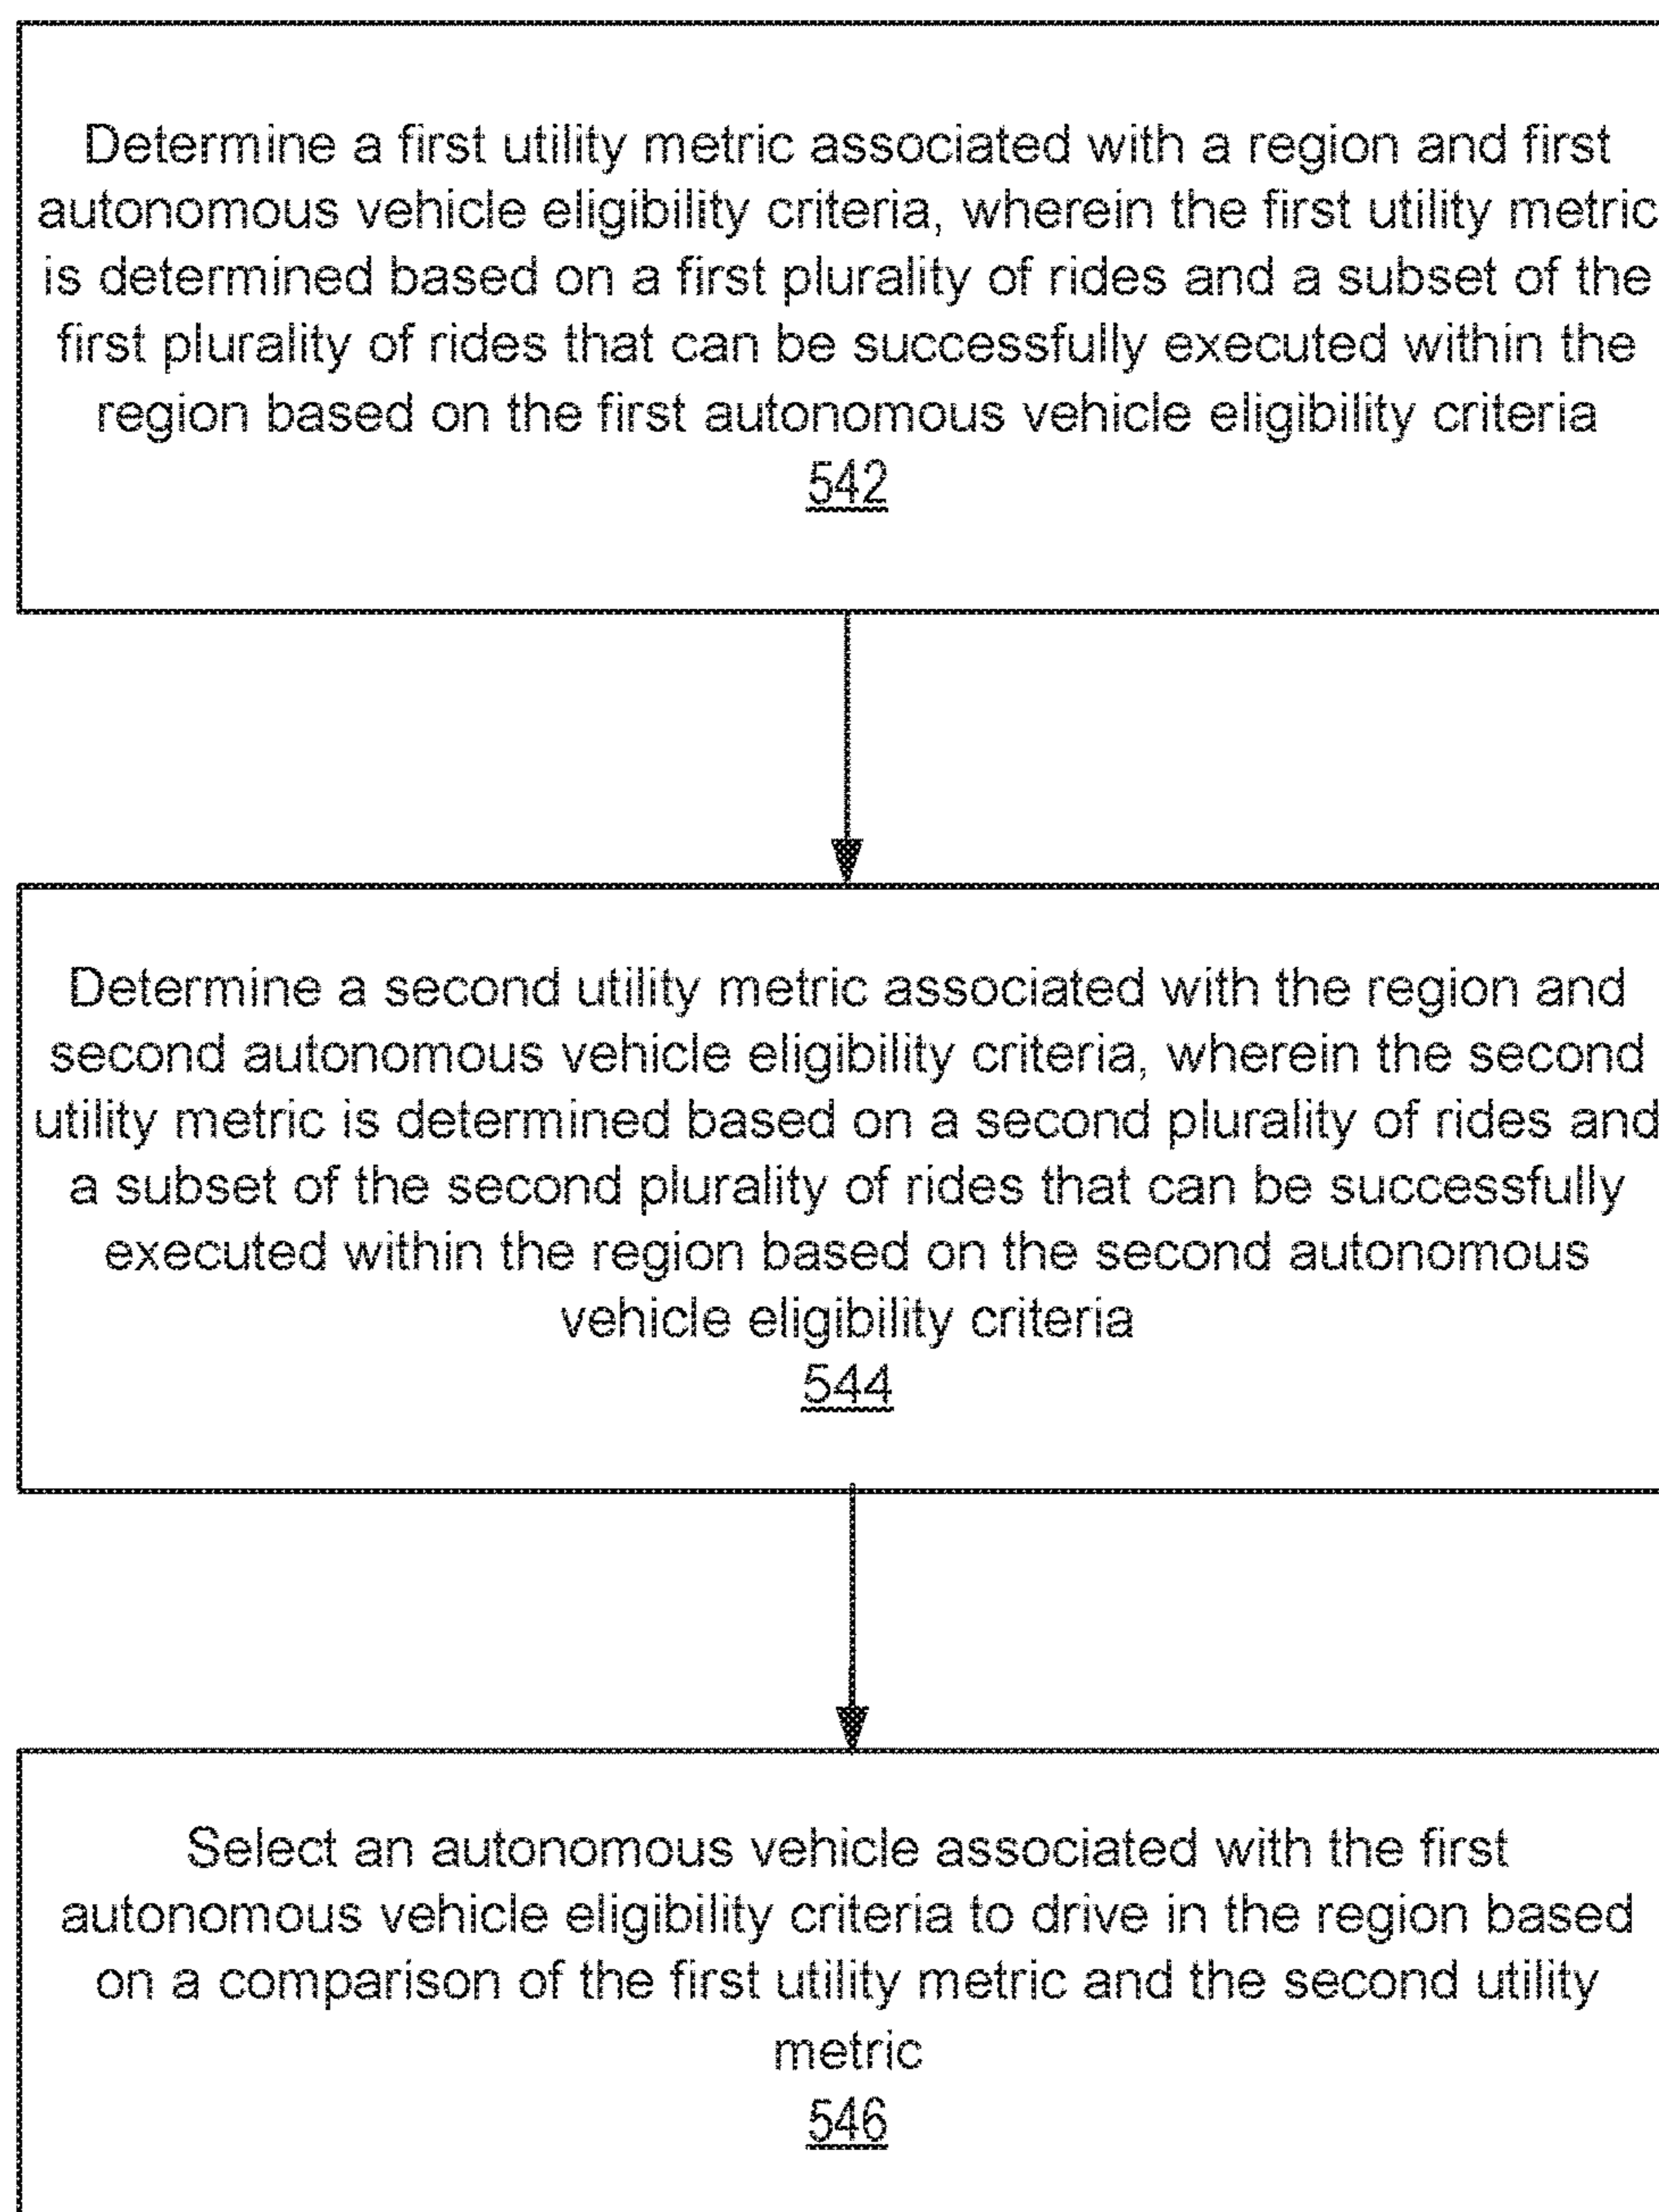 Determine a first utility metric associated with a region and first
autonomous vehicle eligibility criteria, wherein the first utility metric
is determined based on a first plurality of rides and a subset of the
first plurality of rides that can be successfully executed within the
region based on the first autonomous vehicle eligibility criteria
542
Determine a second utility metric associated with the region and
second autonomous vehicle eligibility criteria, wherein the second
utility metric is determined based on a second plurality of rides and
a subset of the second plurality of rides that can be successfully
executed within the region based on the second autonomous
vehicle eligibility criteria
544
Select an autonomous vehicle associated with the first
autonomous vehicle eligibility criteria to drive in the region based
on a comparison of the first utility metric and the second utility
metric
546